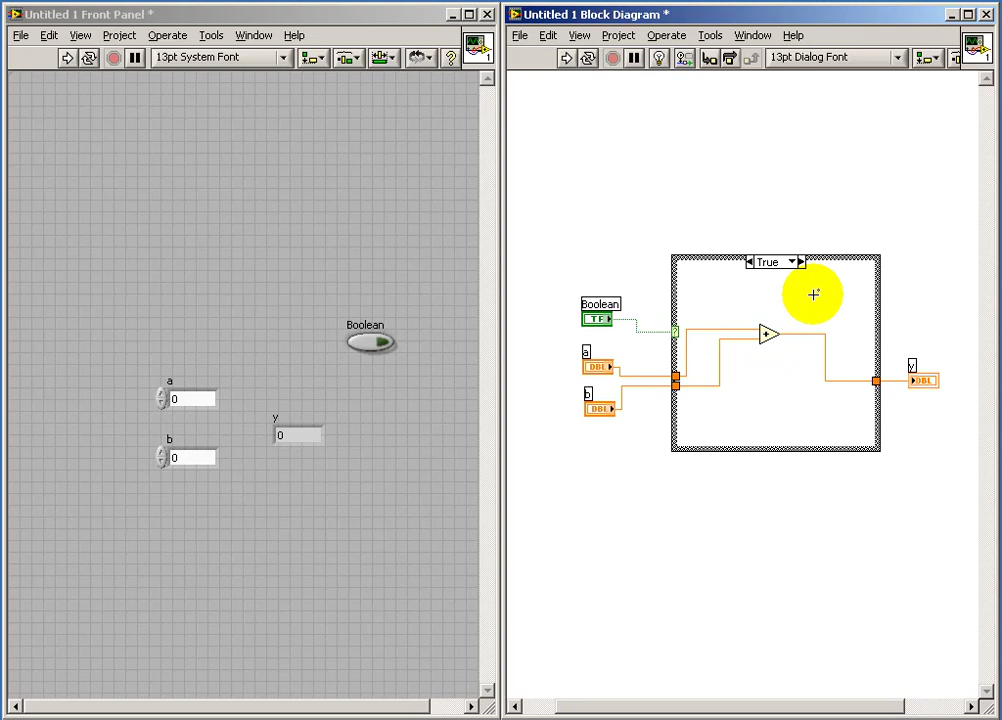 Untitled 1 Front Panel *
File Edit View Project Operate Tools Window Help
13pt System Font
?
1
Boolean
a
0
b
0
y
0
Untitled 1 Block Diagram *
File Edit View Project Operate Tools Window Help
13pt Dialog Font
1
True
Boolean
TF
?
a
DBL
b
DBL
+
y
DBL